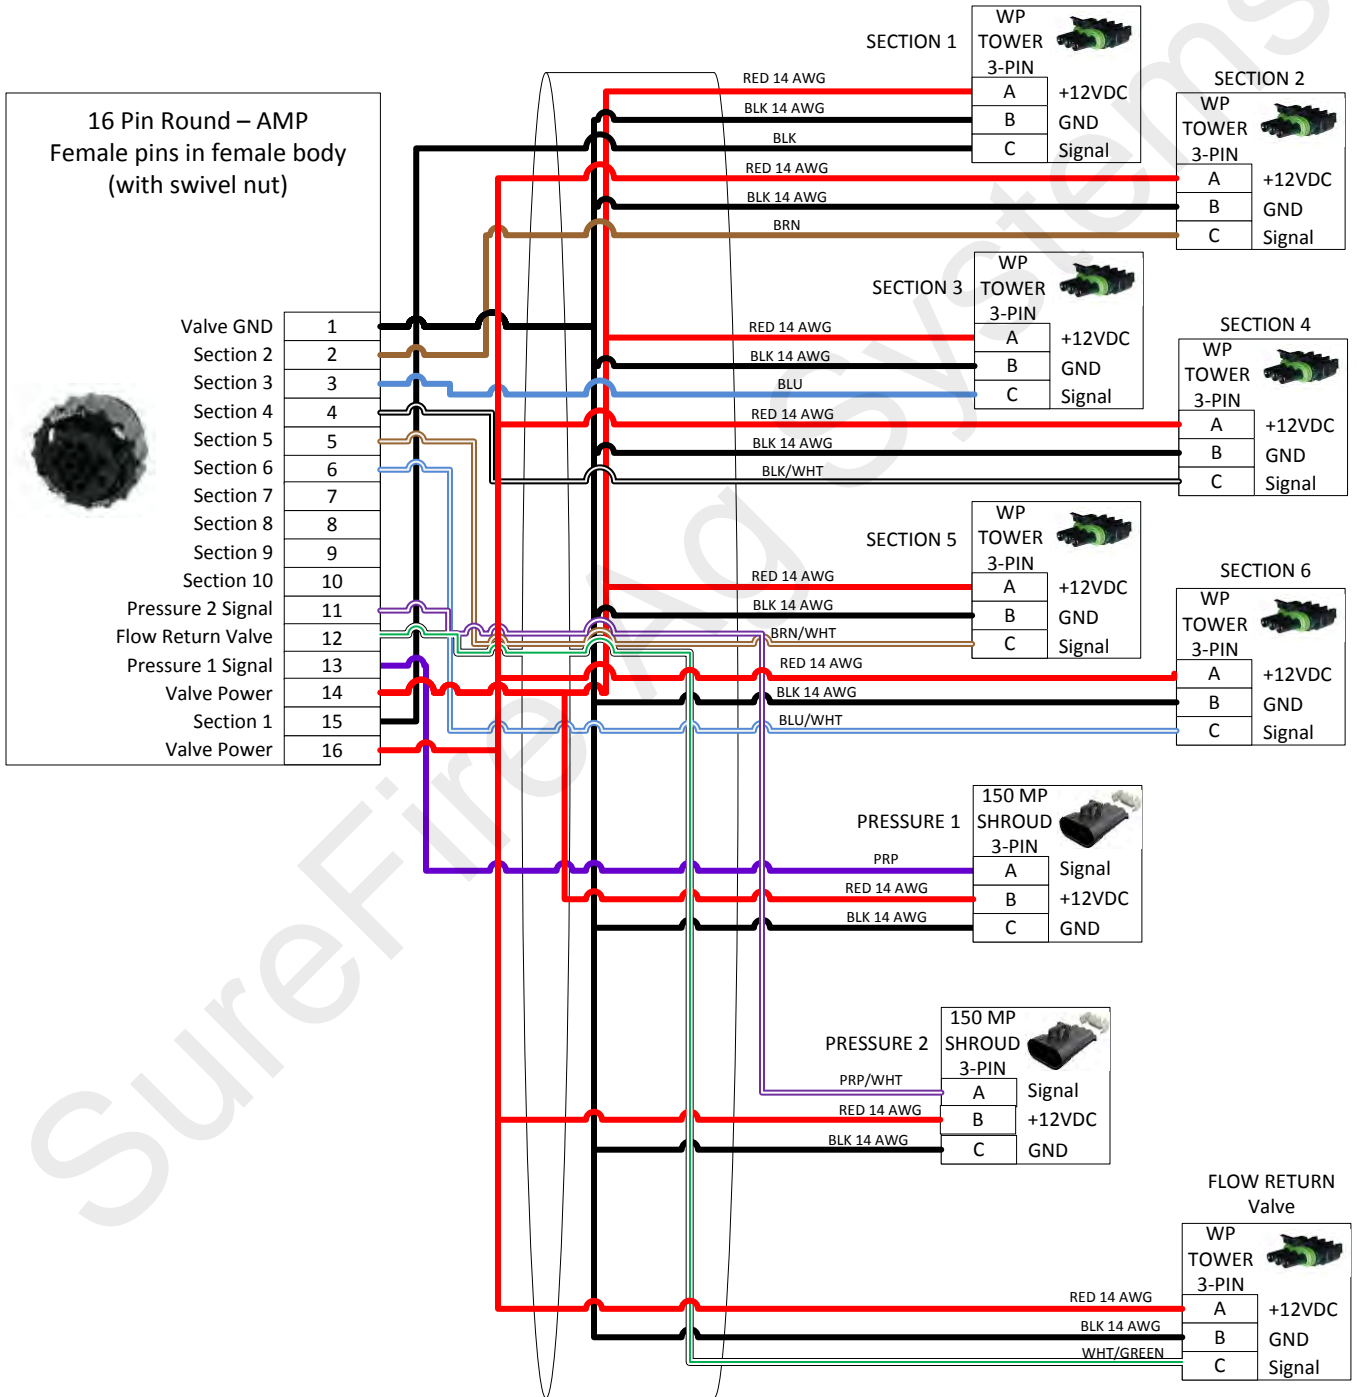 16 Pin Round – AMP
Female pins in female body
(with swivel nut)
Valve GND 1
Section 2 2
Section 3 3
Section 4 4
Section 5 5
Section 6 6
Section 7 7
Section 8 8
Section 9 9
Section 10 10
Pressure 2 Signal 11
Flow Return Valve 12
Pressure 1 Signal 13
Valve Power 14
Section 1 15
Valve Power 16
SECTION 1
WP
TOWER
3-PIN
RED 14 AWG A +12VDC
BLK 14 AWG B GND
BLK C Signal
SECTION 2
WP
TOWER
3-PIN
RED 14 AWG A +12VDC
BLK 14 AWG B GND
BRN C Signal
SECTION 3
WP
TOWER
3-PIN
RED 14 AWG A +12VDC
BLK 14 AWG B GND
BLU C Signal
SECTION 4
WP
TOWER
3-PIN
RED 14 AWG A +12VDC
BLK 14 AWG B GND
BLK/WHT C Signal
SECTION 5
WP
TOWER
3-PIN
RED 14 AWG A +12VDC
BLK 14 AWG B GND
BRN/WHT C Signal
SECTION 6
WP
TOWER
3-PIN
RED 14 AWG A +12VDC
BLK 14 AWG B GND
BLU/WHT C Signal
PRESSURE 1
150 MP
SHROUD
3-PIN
PRP A Signal
RED 14 AWG B +12VDC
BLK 14 AWG C GND
PRESSURE 2
150 MP
SHROUD
3-PIN
PRP/WHT A Signal
RED 14 AWG B +12VDC
BLK 14 AWG C GND
FLOW RETURN
Valve
WP
TOWER
3-PIN
RED 14 AWG A +12VDC
BLK 14 AWG B GND
WHT/GREEN C Signal
SureFire Ag Systems